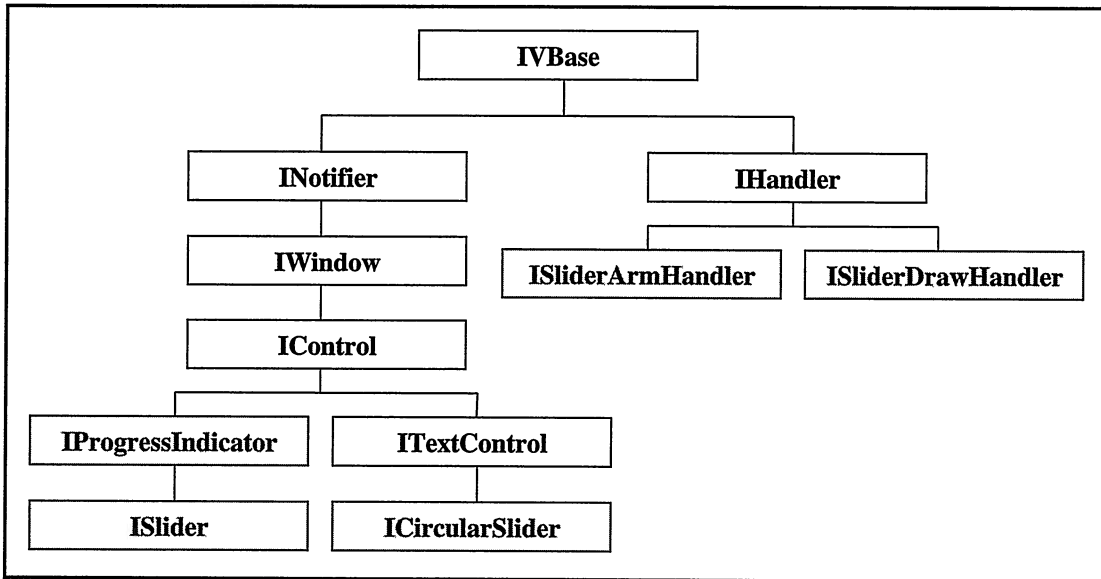 IVBase
INotifier
IHandler
IWindow
ISliderArmHandler
ISliderDrawHandler
IControl
IProgressIndicator
ITextControl
ISlider
ICircularSlider